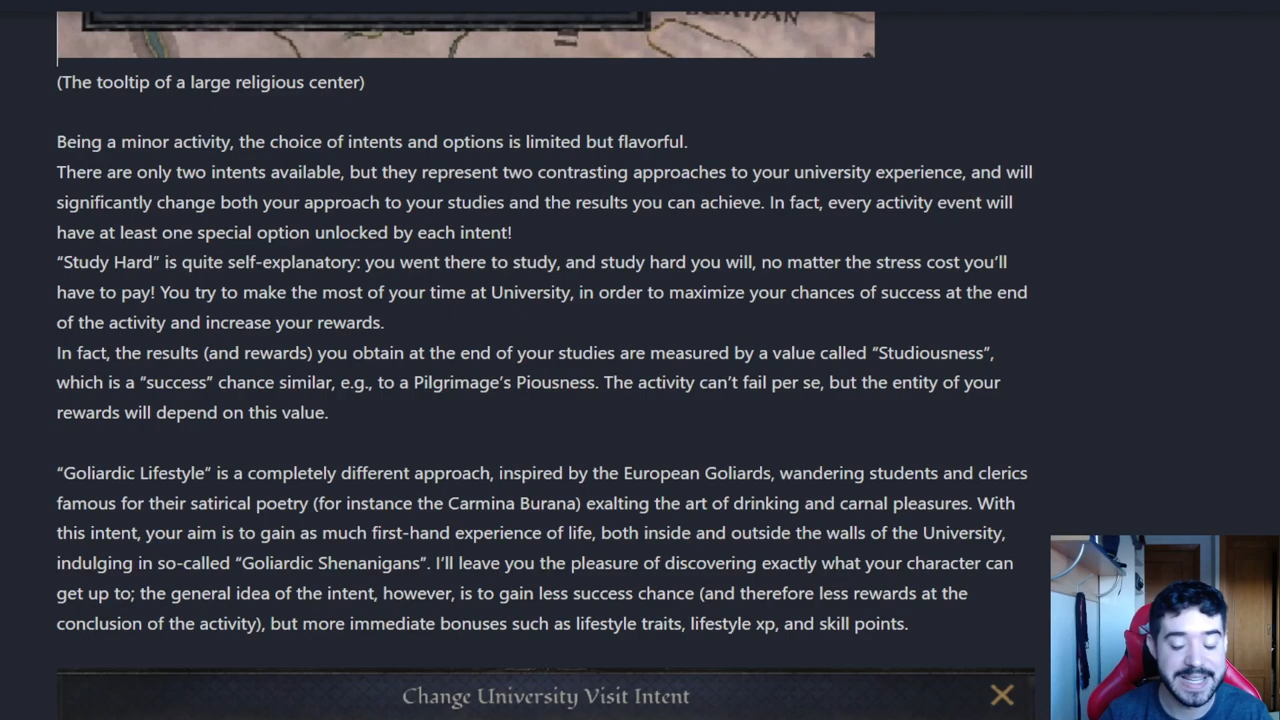 (The tooltip of a large religious center)
Being a minor activity, the choice of intents and options is limited but flavorful.
There are only two intents available, but they represent two contrasting approaches to your university experience, and will
significantly change both your approach to your studies and the results you can achieve. In fact, every activity event will
have at least one special option unlocked by each intent!
“Study Hard” is quite self-explanatory: you went there to study, and study hard you will, no matter the stress cost you’ll
have to pay! You try to make the most of your time at University, in order to maximize your chances of success at the end
of the activity and increase your rewards.
In fact, the results (and rewards) you obtain at the end of your studies are measured by a value called “Studiousness”,
which is a “success” chance similar, e.g., to a Pilgrimage’s Piousness. The activity can’t fail per se, but the entity of your
rewards will depend on this value.
“Goliardic Lifestyle” is a completely different approach, inspired by the European Goliards, wandering students and clerics
famous for their satirical poetry (for instance the Carmina Burana) exalting the art of drinking and carnal pleasures. With
this intent, your aim is to gain as much first-hand experience of life, both inside and outside the walls of the University,
indulging in so-called “Goliardic Shenanigans”. I’ll leave you the pleasure of discovering exactly what your character can
get up to; the general idea of the intent, however, is to gain less success chance (and therefore less rewards at the
conclusion of the activity), but more immediate bonuses such as lifestyle traits, lifestyle xp, and skill points.
Change University Visit Intent